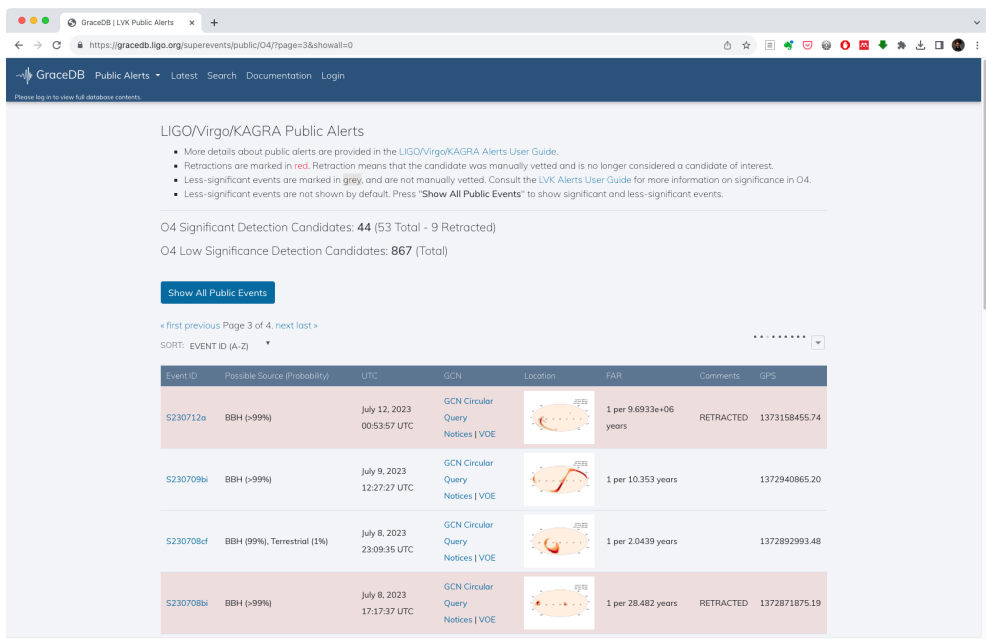 GraceDB | LVK Public Alerts
https://gracedb.ligo.org/superevents/public/O4/?page=3&showall=0
GraceDB Public Alerts Latest Search Documentation Login
Please log in to view full database contents.
LIGO/Virgo/KAGRA Public Alerts
More details about public alerts are provided in the LIGO/Virgo/KAGRA Alerts User Guide.
Retractions are marked in red. Retraction means that the candidate was manually vetted and is no longer considered a candidate of interest.
Less-significant events are marked in grey, and are not manually vetted. Consult the LVK Alerts User Guide for more information on significance in O4.
Less-significant events are not shown by default. Press "Show All Public Events" to show significant and less-significant events.
O4 Significant Detection Candidates: 44 (53 Total - 9 Retracted)
O4 Low Significance Detection Candidates: 867 (Total)
Show All Public Events
« first previous Page 3 of 4. next last »
SORT: EVENT ID (A-Z)
Event ID Possible Source (Probability) UTC GCN Location FAR Comments GPS
S230712a BBH (>99%) July 12, 2023 00:53:57 UTC GCN Circular Query Notices | VOE 1 per 9.6933e+06 years RETRACTED 1373158455.74
S230709bi BBH (>99%) July 9, 2023 12:27:27 UTC GCN Circular Query Notices | VOE 1 per 10.353 years 1372940865.20
S230708cf BBH (99%), Terrestrial (1%) July 8, 2023 23:09:35 UTC GCN Circular Query Notices | VOE 1 per 2.0439 years 1372892993.48
S230708bi BBH (>99%) July 8, 2023 17:17:37 UTC GCN Circular Query Notices | VOE 1 per 28.482 years RETRACTED 1372871875.19